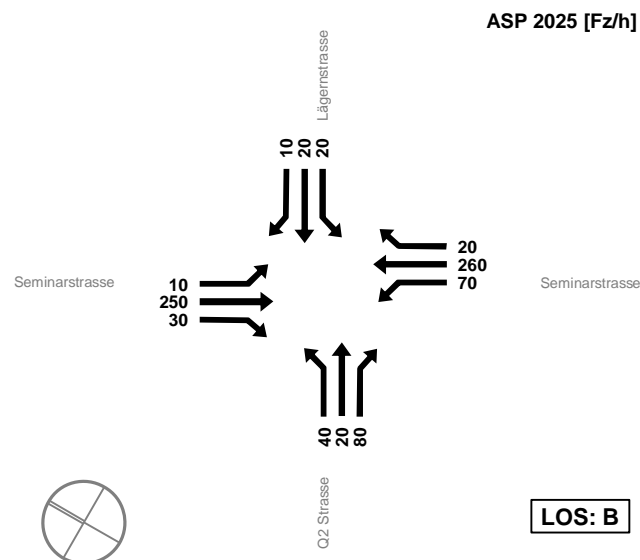 ASP 2025 [Fz/h]
Lägernstrasse
10 20 20
20
Seminarstrasse
10
260
Seminarstrasse
250
70
30
40 20 80
Q2 Strasse
LOS: B